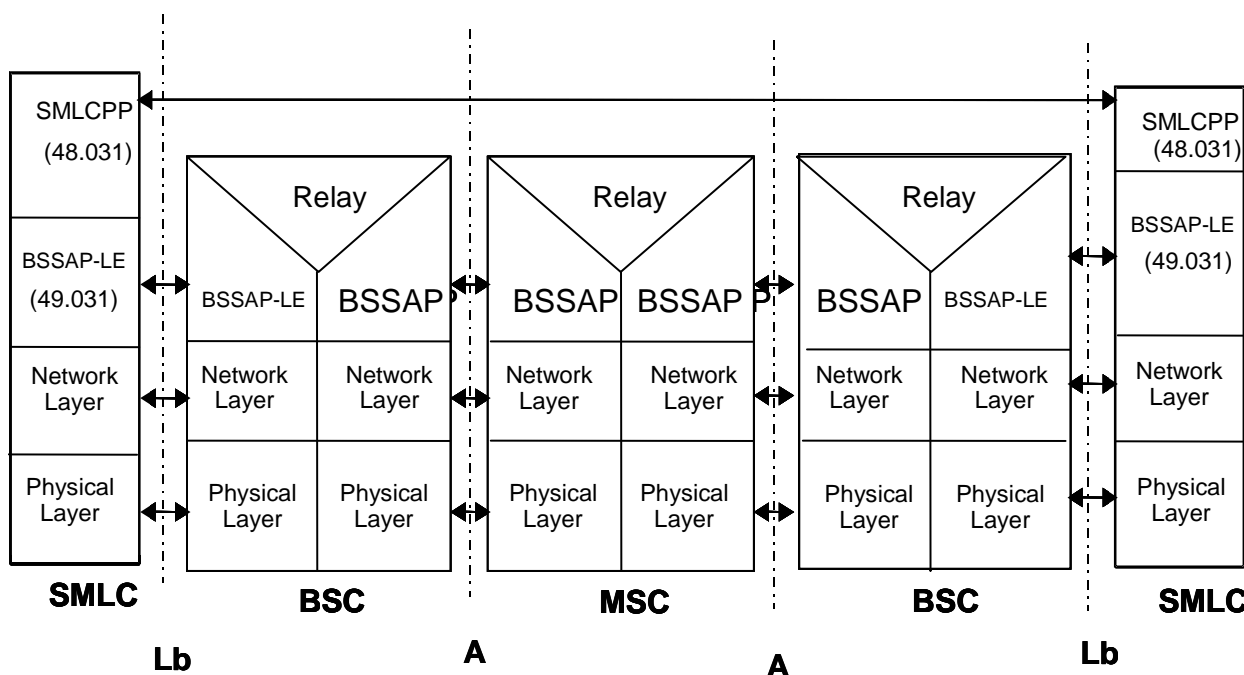 SMLCPP
(48.031)
BSSAP-LE
(49.031)
Network
Layer
Physical
Layer
SMLC
Lb
Relay
BSSAP-LE
BSSAP P
Network
Layer
Network
Layer
Physical
Layer
Physical
Layer
BSC
A
Relay
BSSAP
BSSAP P
Network
Layer
Network
Layer
Physical
Layer
Physical
Layer
MSC
A
Relay
BSSAP
BSSAP-LE
Network
Layer
Network
Layer
Physical
Layer
Physical
Layer
BSC
Lb
SMLCPP
(48.031)
BSSAP-LE
(49.031)
Network
Layer
Physical
Layer
SMLC